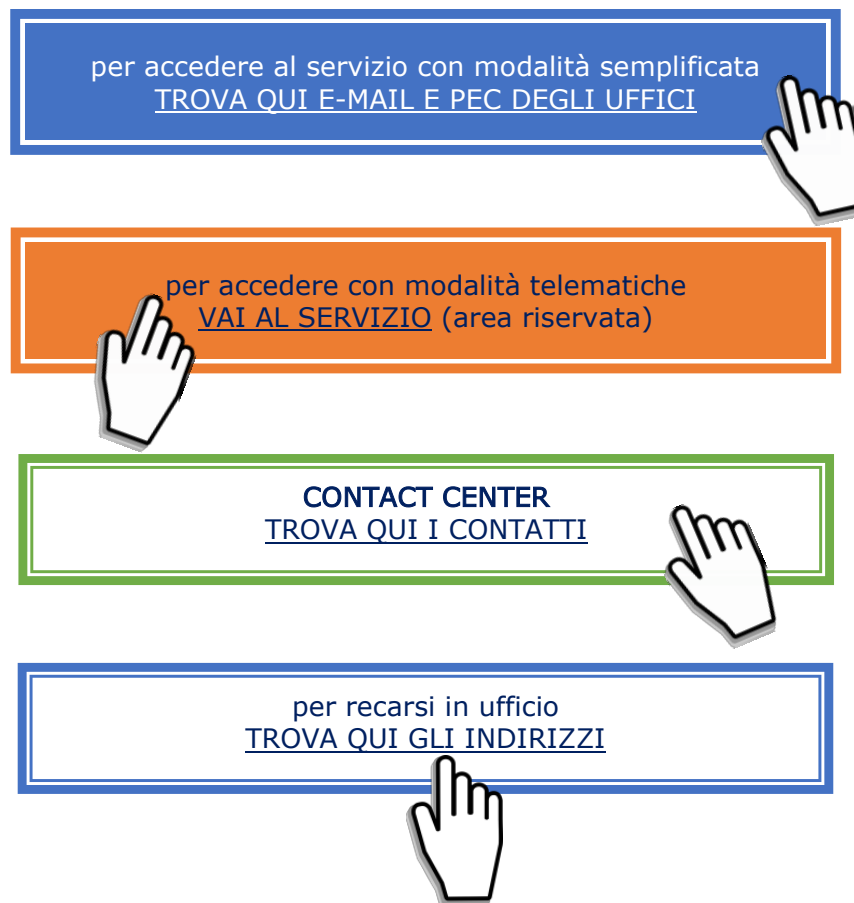 per accedere al servizio con modalità semplificata
TROVA QUI E-MAIL E PEC DEGLI UFFICI
per accedere con modalità telematiche
VAI AL SERVIZIO (area riservata)
CONTACT CENTER
TROVA QUI I CONTATTI
per recarsi in ufficio
TROVA QUI GLI INDIRIZZI